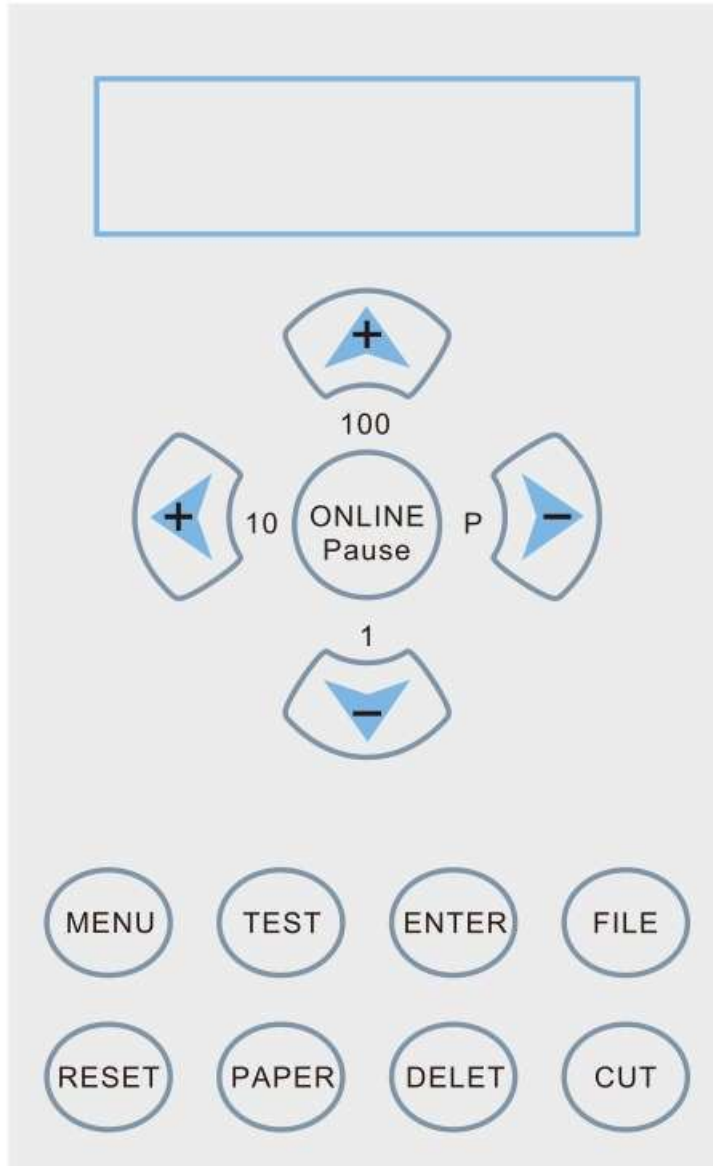 +
100
+ 10 ONLINE P -
Pause
1
-
MENU TEST ENTER FILE
RESET PAPER DELET CUT